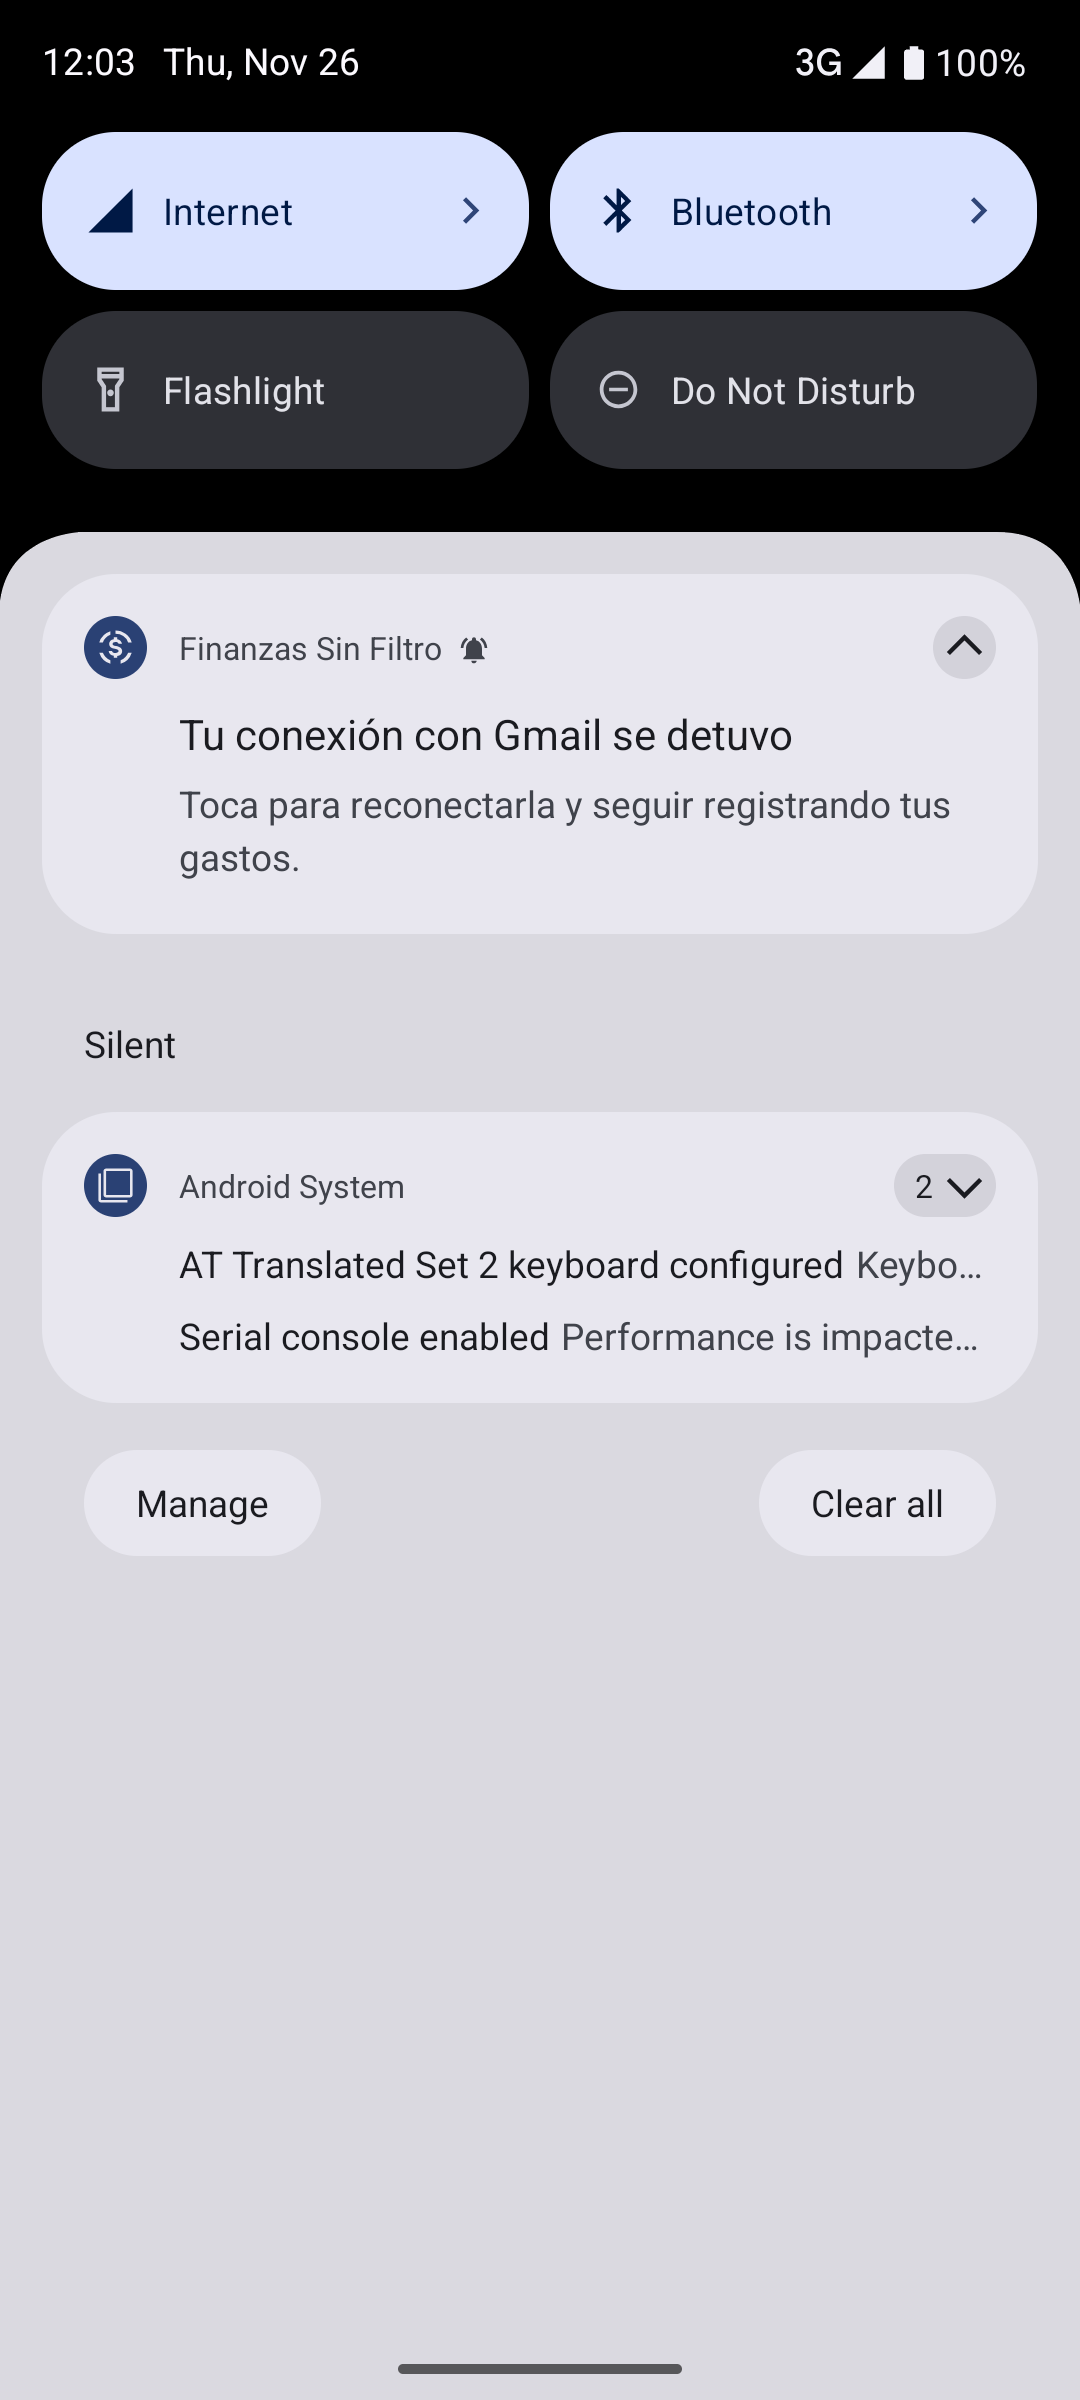 12:03 Thu, Nov 26 3G 100%
Internet Bluetooth
Flashlight Do Not Disturb
Finanzas Sin Filtro
Tu conexión con Gmail se detuvo
Toca para reconectarla y seguir registrando tus
gastos.
Silent
Android System 2
AT Translated Set 2 keyboard configured Keybo…
Serial console enabled Performance is impacte…
Manage Clear all